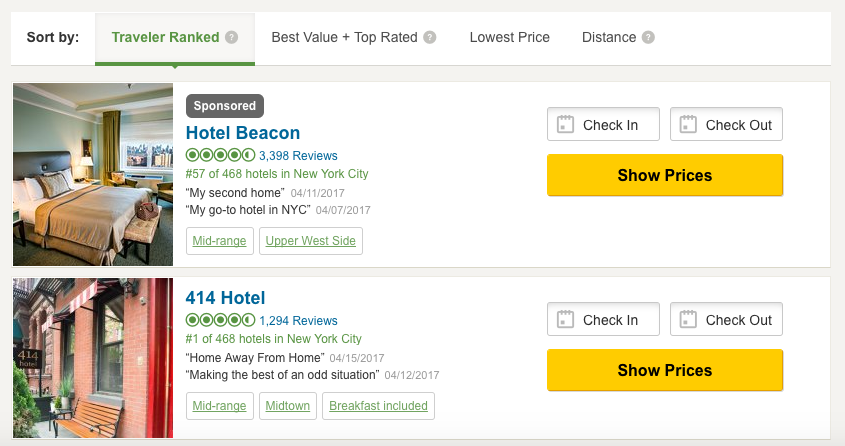 Sort by: Traveler Ranked ? Best Value + Top Rated ? Lowest Price Distance ?
Sponsored
Hotel Beacon
3,398 Reviews
#57 of 468 hotels in New York City
“My second home” 04/11/2017
“My go-to hotel in NYC” 04/07/2017
Mid-range Upper West Side
Check In Check Out
Show Prices
414
hotel
414 Hotel
1,294 Reviews
#1 of 468 hotels in New York City
“Home Away From Home” 04/15/2017
“Making the best of an odd situation” 04/12/2017
Mid-range Midtown Breakfast included
Check In Check Out
Show Prices